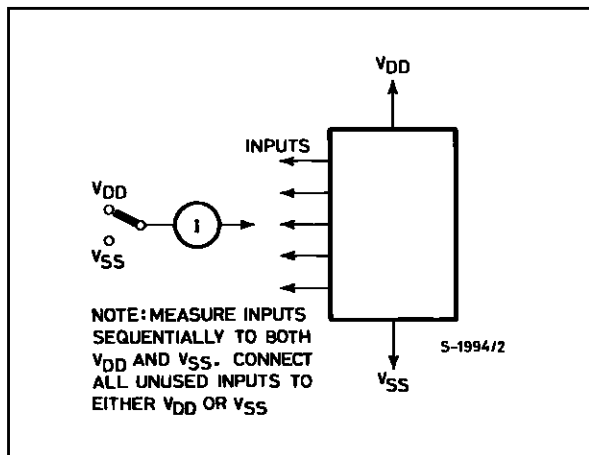 VDD
INPUTS
VDD
I
VSS
NOTE: MEASURE INPUTS
SEQUENTIALLY TO BOTH
VDD AND VSS. CONNECT
ALL UNUSED INPUTS TO
EITHER VDD OR VSS
S-1994/2
VSS